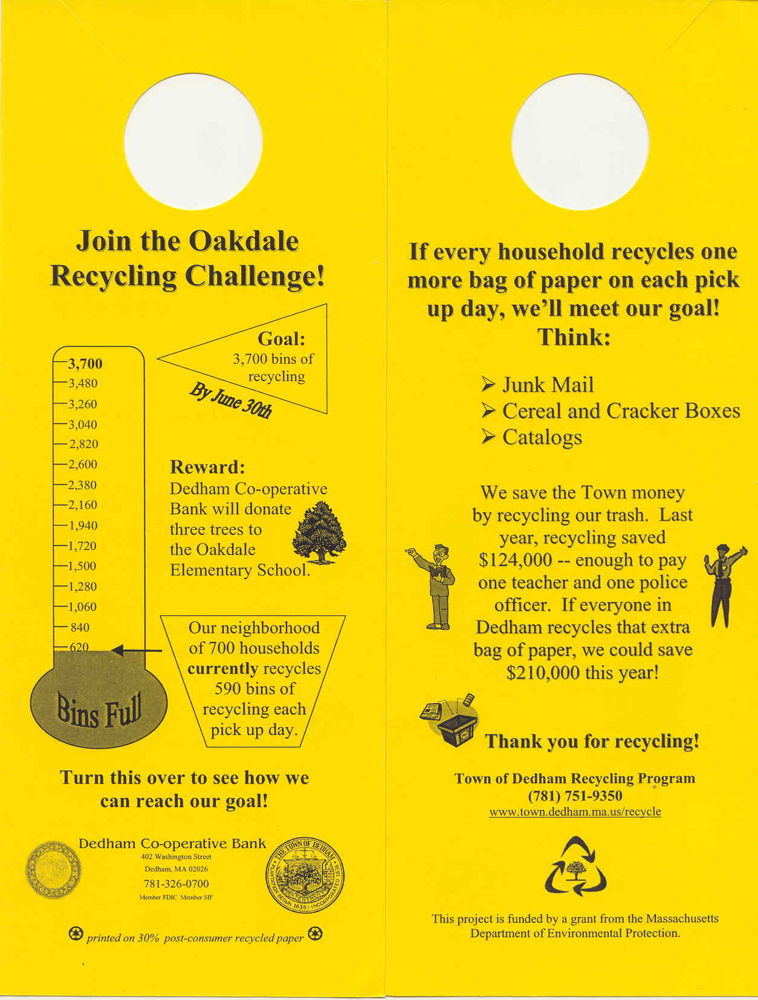 Join the Oakdale
Recycling Challenge!
Goal:
3,700 bins of
recycling
By June 30th
3,700
3,480
3,260
3,040
2,820
2,600
2,380
2,160
1,940
1,720
1,500
1,280
1,060
840
620
Bins Full
Reward:
Dedham Co-operative
Bank will donate
three trees to
the Oakdale
Elementary School.
Our neighborhood
of 700 households
currently recycles
590 bins of
recycling each
pick up day.
Turn this over to see how we
can reach our goal!
Dedham Co-operative Bank
402 Washington Street
Dedham, MA 02026
781-326-0700
Member FDIC Member SIF
THE TOWN OF DEDHAM
PLANTATION BEGUN 1635: INCORPORATED 1636
CONTENTMENT
printed on 30% post-consumer recycled paper
If every household recycles one
more bag of paper on each pick
up day, we'll meet our goal!
Think:
➢ Junk Mail
➢ Cereal and Cracker Boxes
➢ Catalogs
We save the Town money
by recycling our trash. Last
year, recycling saved
$124,000 -- enough to pay
one teacher and one police
officer. If everyone in
Dedham recycles that extra
bag of paper, we could save
$210,000 this year!
Thank you for recycling!
Town of Dedham Recycling Program
(781) 751-9350
www.town.dedham.ma.us/recycle
This project is funded by a grant from the Massachusetts
Department of Environmental Protection.